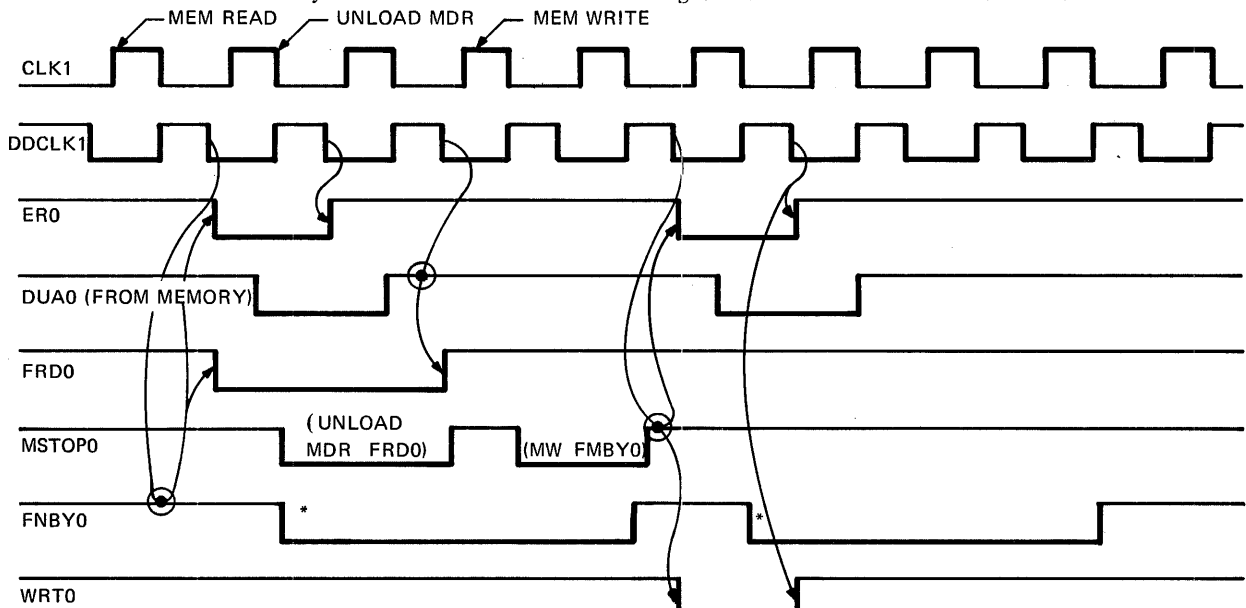 MEM READ UNLOAD MDR MEM WRITE
CLK1
DDCLK1
ER0
DUA0 (FROM MEMORY)
FRD0
(UNLOAD
MSTOP0 MDR FRD0) (MW FMBY0)
FNBY0 * *
WRT0